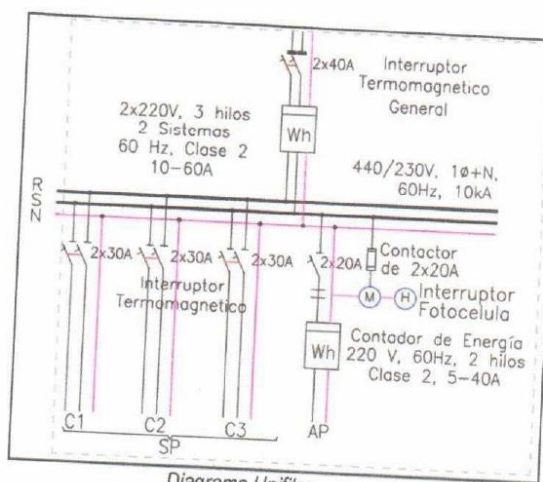 2x40A
Interruptor
Termomagnetico
General
2x220V, 3 hilos
2 Sistemas
60 Hz, Clase 2
10-60A
Wh
440/230V, 1ø+N,
60Hz, 10kA
R
S
N
2x30A
2x30A
2x30A
2x20A
Contactor
de 2x20A
Interruptor
Termomagnetico
M
H
Interruptor
Fotocelula
Wh
Contador de Energía
220 V, 60Hz, 2 hilos
Clase 2, 5-40A
C1
C2
C3
AP
SP